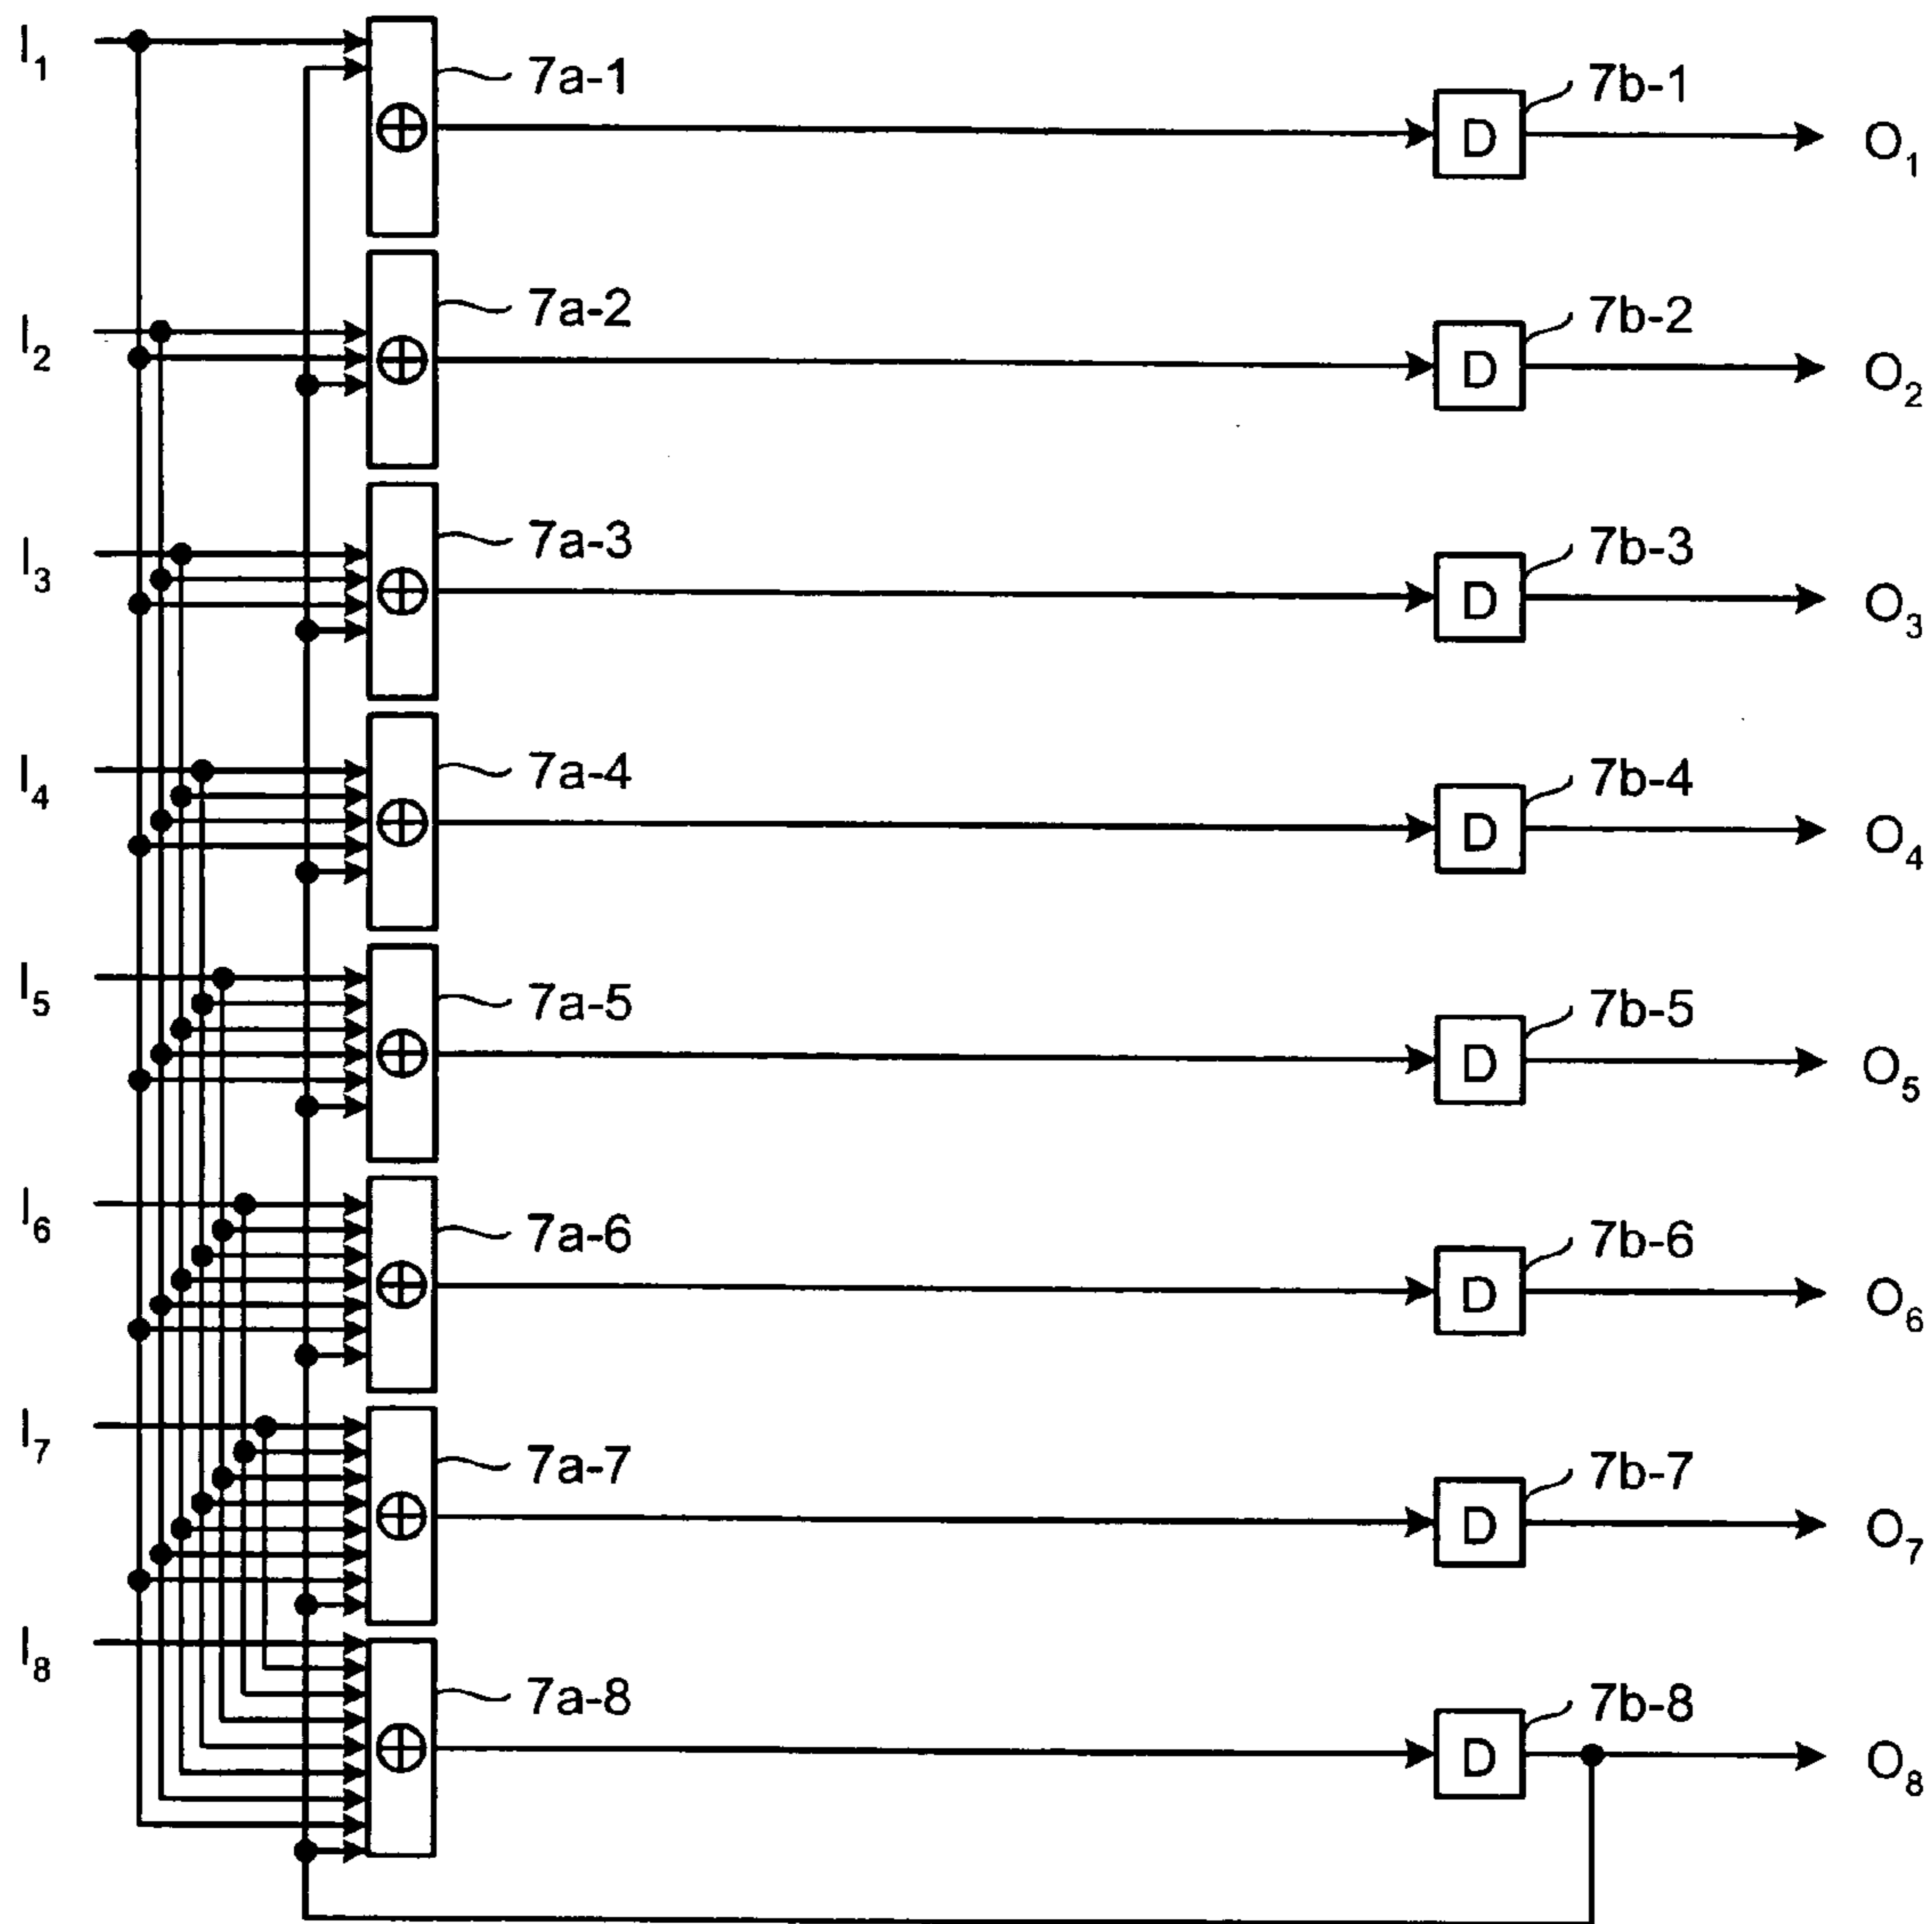 I1 7a-1 7b-1 O1
I2 7a-2 7b-2 O2
I3 7a-3 7b-3 O3
I4 7a-4 7b-4 O4
I5 7a-5 7b-5 O5
I6 7a-6 7b-6 O6
I7 7a-7 7b-7 O7
I8 7a-8 7b-8 O8
D
D
D
D
D
D
D
D